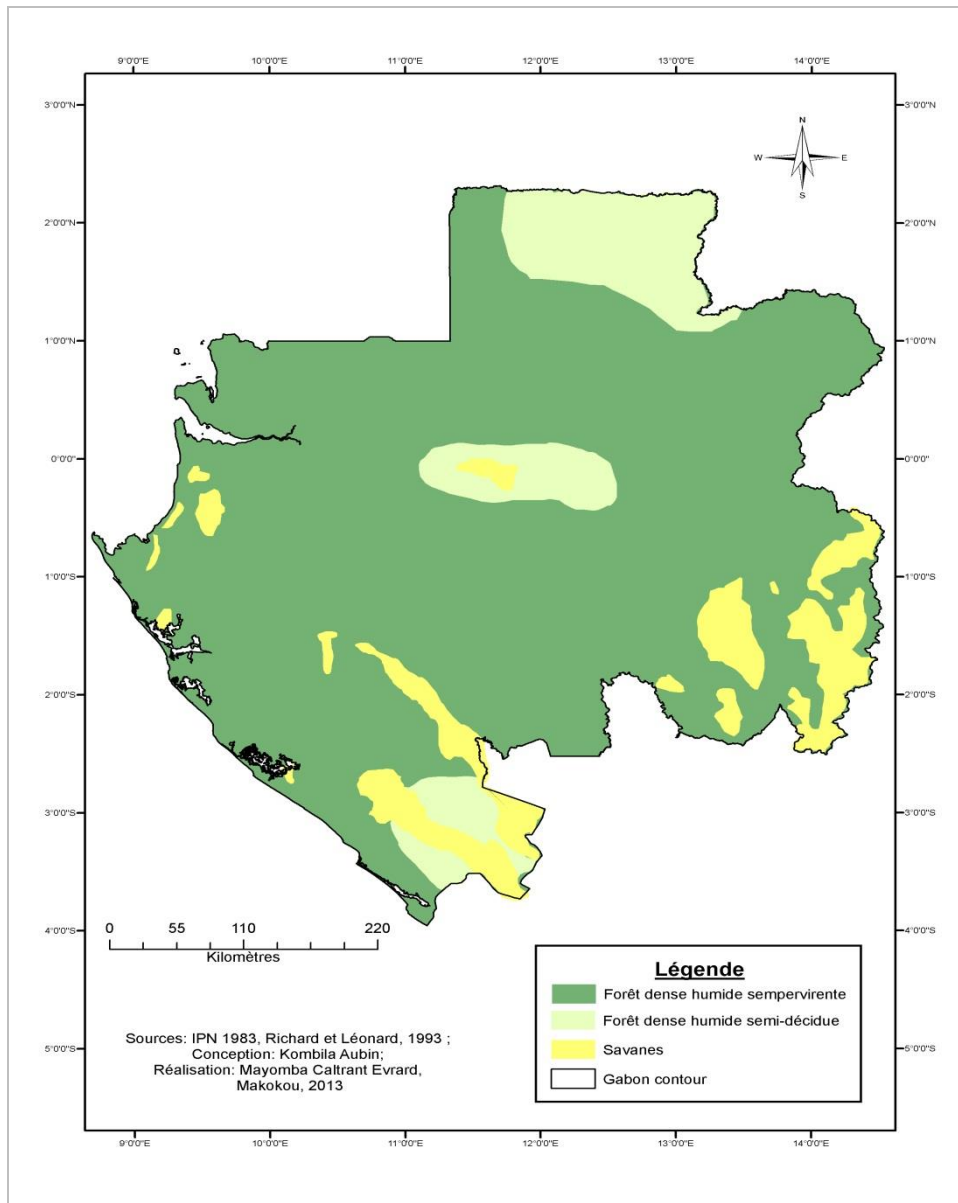 9°0'0"E 10°0'0"E 11°0'0"E 12°0'0"E 13°0'0"E 14°0'0"E
3°0'0"N 3°0'0"N
N
W E
S
2°0'0"N 2°0'0"N
1°0'0"N 1°0'0"N
0°0'0" 0°0'0"
1°0'0"S 1°0'0"S
2°0'0"S 2°0'0"S
3°0'0"S 3°0'0"S
4°0'0"S 4°0'0"S
0 55 110 220
Kilomètres
Légende
Forêt dense humide sempervirente
Forêt dense humide semi-décidue
Savanes
Gabon contour
Sources: IPN 1983, Richard et Léonard, 1993 ;
Conception: Kombila Aubin;
Réalisation: Mayomba Caltrant Evrard,
Makokou, 2013
5°0'0"S 5°0'0"S
9°0'0"E 10°0'0"E 11°0'0"E 12°0'0"E 13°0'0"E 14°0'0"E